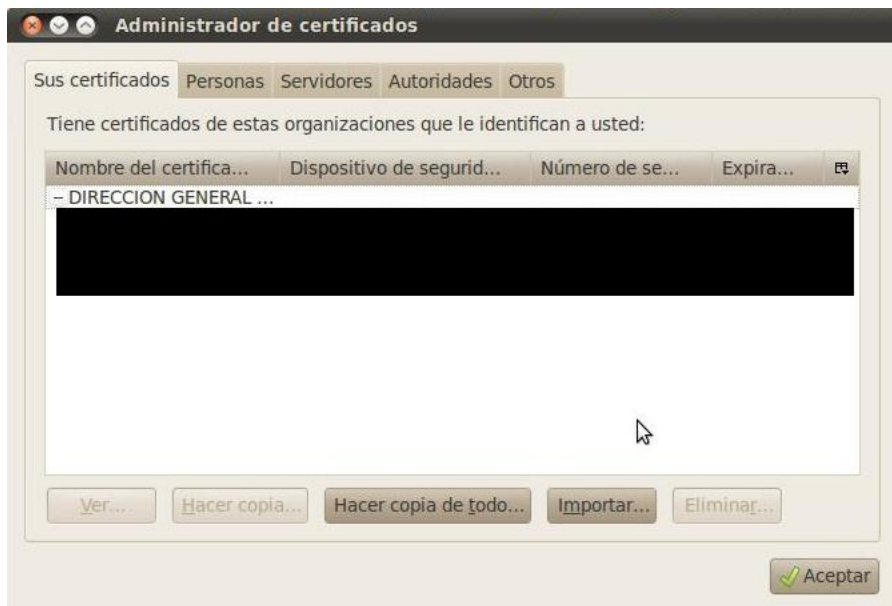 Administrador de certificados
Sus certificados Personas Servidores Autoridades Otros
Tiene certificados de estas organizaciones que le identifican a usted:
Nombre del certifica... Dispositivo de segurid... Número de se... Expira...
– DIRECCION GENERAL ...
Ver... Hacer copia... Hacer copia de todo... Importar... Eliminar...
Aceptar